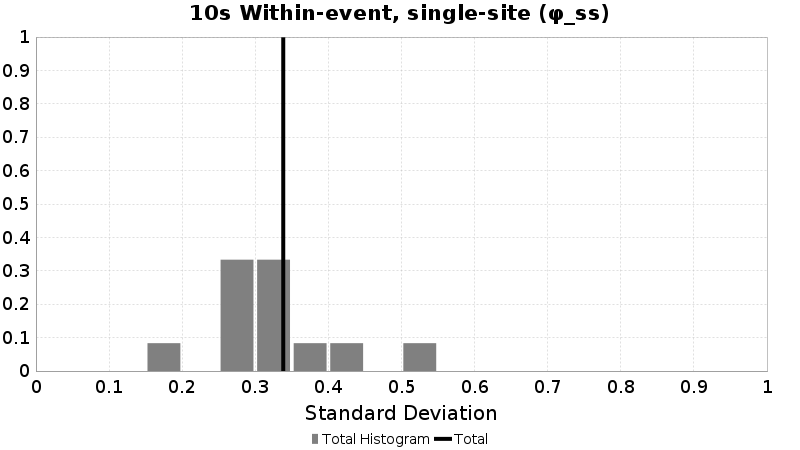 10s Within-event, single-site (φ_ss)
1
0.9
0.8
0.7
0.6
0.5
0.4
0.3
0.2
0.1
0
0 0.1 0.2 0.3 0.4 0.5 0.6 0.7 0.8 0.9 1
Standard Deviation
Total Histogram Total